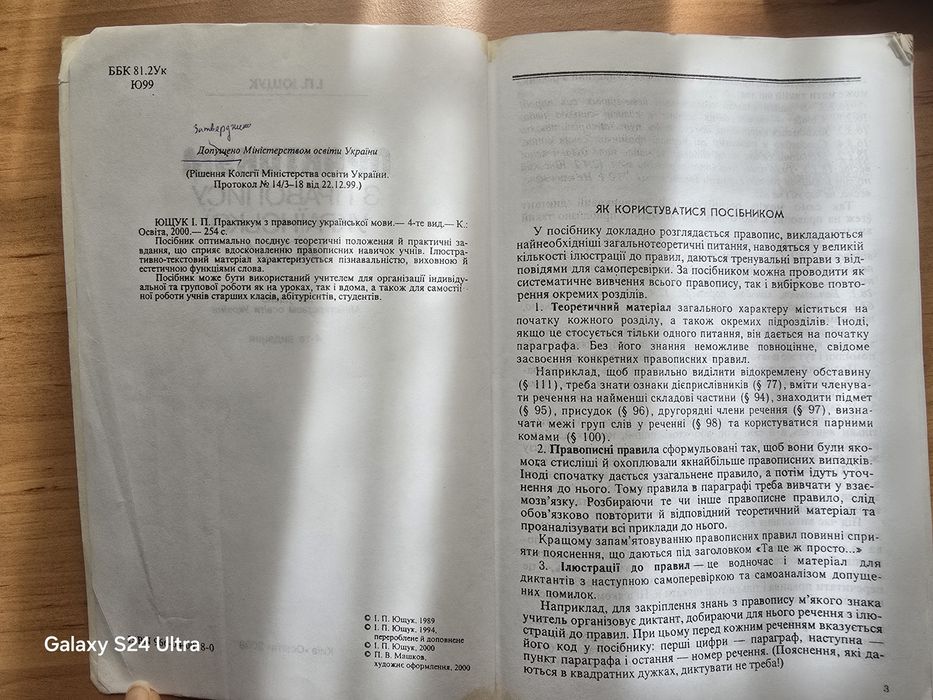 ББК 81.2Ук
Ю99
Затверджено
Допущено Міністерством освіти України
(Рішення Колегії Міністерства освіти України.
Протокол № 14/3–18 від 22.12.99.)
ЮЩУК І. П. Практикум з правопису української мови.— 4-те вид.— К.:
Освіта, 2000.— 254 с.
Посібник оптимально поєднує теоретичні положення й практичні за-
вдання, що сприяє вдосконаленню правописних навичок учнів. Ілюстра-
тивно-текстовий матеріал характеризується пізнавальною, виховною й
естетичною функціями слова.
Посібник може бути використаний учителем для організації індивіду-
альної та групової роботи як на уроках, так і вдома, а також для самостій-
ної роботи учнів старших класів, абітурієнтів, студентів.
8-0
© І. П. Ющук, 1989
© І. П. Ющук, 1994,
перероблене й доповнене
© І. П. Ющук, 2000
© П. В. Машков,
художнє оформлення, 2000
Galaxy S24 Ultra
ЯК КОРИСТУВАТИСЯ ПОСІБНИКОМ
У посібнику докладно розглядається правопис, викладаються
найнеобхідніші загальнотеоретичні питання, наводяться у великій
кількості ілюстрації до правил, даються тренувальні вправи з від-
повідями для самоперевірки. За посібником можна проводити як
систематичне вивчення всього правопису, так і вибіркове повто-
рення окремих розділів.
1. Теоретичний матеріал загального характеру міститься на
початку кожного розділу, а також окремих підрозділів. Іноді,
якщо це стосується тільки одного питання, він дається на початку
параграфа. Без його знання неможливе повноцінне, свідоме
засвоєння конкретних правописних правил.
Наприклад, щоб правильно виділити відокремлену обставину
(§ 111), треба знати ознаки дієприслівників (§ 77), вміти членува-
ти речення на найменші складові частини (§ 94), знаходити підмет
(§ 95), присудок (§ 96), другорядні члени речення (§ 97), визна-
чати межі груп слів у реченні (§ 98) та користуватися парними
комами (§ 100).
2. Правописні правила сформульовані так, щоб вони були яко-
мога стисліші й охоплювали якнайбільше правописних випадків.
Іноді спочатку дається узагальнене правило, а потім ідуть уточ-
нення до нього. Тому правила в параграфі треба вивчати у взає-
мозв’язку. Розбираючи те чи інше правописне правило, слід
обов’язково повторити й відповідний теоретичний матеріал та
проаналізувати всі приклади до нього.
Кращому запам’ятовуванню правописних правил повинні спри-
яти пояснення, що даються під заголовком «Та це ж просто...»
3. Ілюстрації до правил — це водночас і матеріал для
диктантів з наступною самоперевіркою та самоаналізом допуще-
них помилок.
Наприклад, для закріплення знань з правопису м’якого знака
учитель організовує диктант, добираючи для нього речення з ілю-
страцій до правил. При цьому перед кожним реченням вказується
його код у посібнику: перші цифри — параграф, наступна —
пункт параграфа і остання — номер речення. (Пояснення, які да-
ються в квадратних дужках, диктувати не треба!)
3